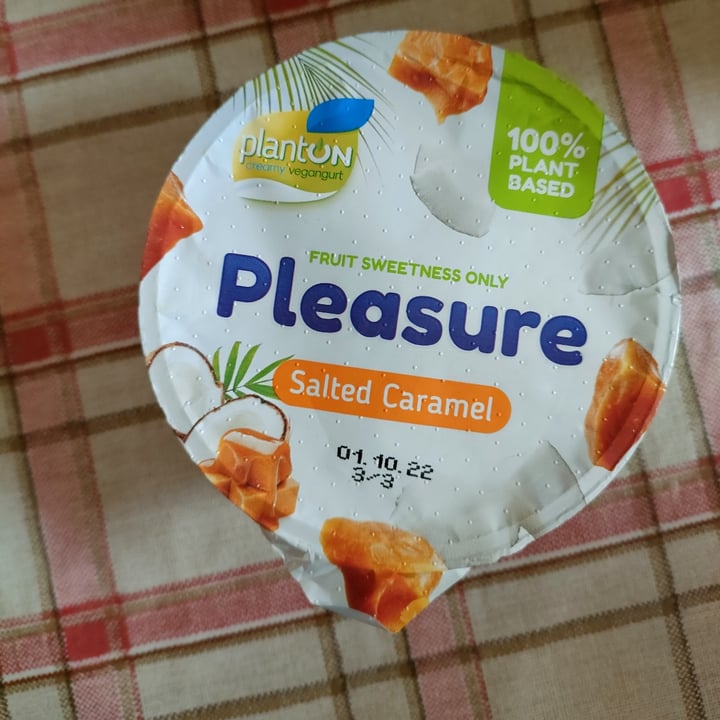 plantON
creamy vegangurt
100%
PLANT
BASED
FRUIT SWEETNESS ONLY
Pleasure
Salted Caramel
01.10.22
3/3